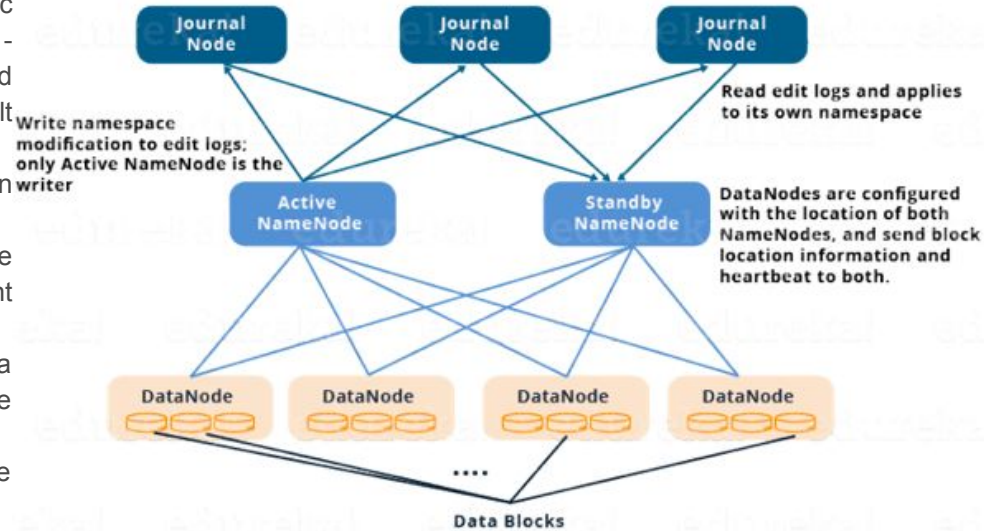 c
-
d
lt
n
e
nt
a
e
e
Journal
Node
Journal
Node
Journal
Node
Read edit logs and applies
to its own namespace
Write namespace
modification to edit logs;
only Active NameNode is the
writer
Active
NameNode
Standby
NameNode
DataNodes are configured
with the location of both
NameNodes, and send block
location information and
heartbeat to both.
DataNode
DataNode
DataNode
DataNode
....
Data Blocks